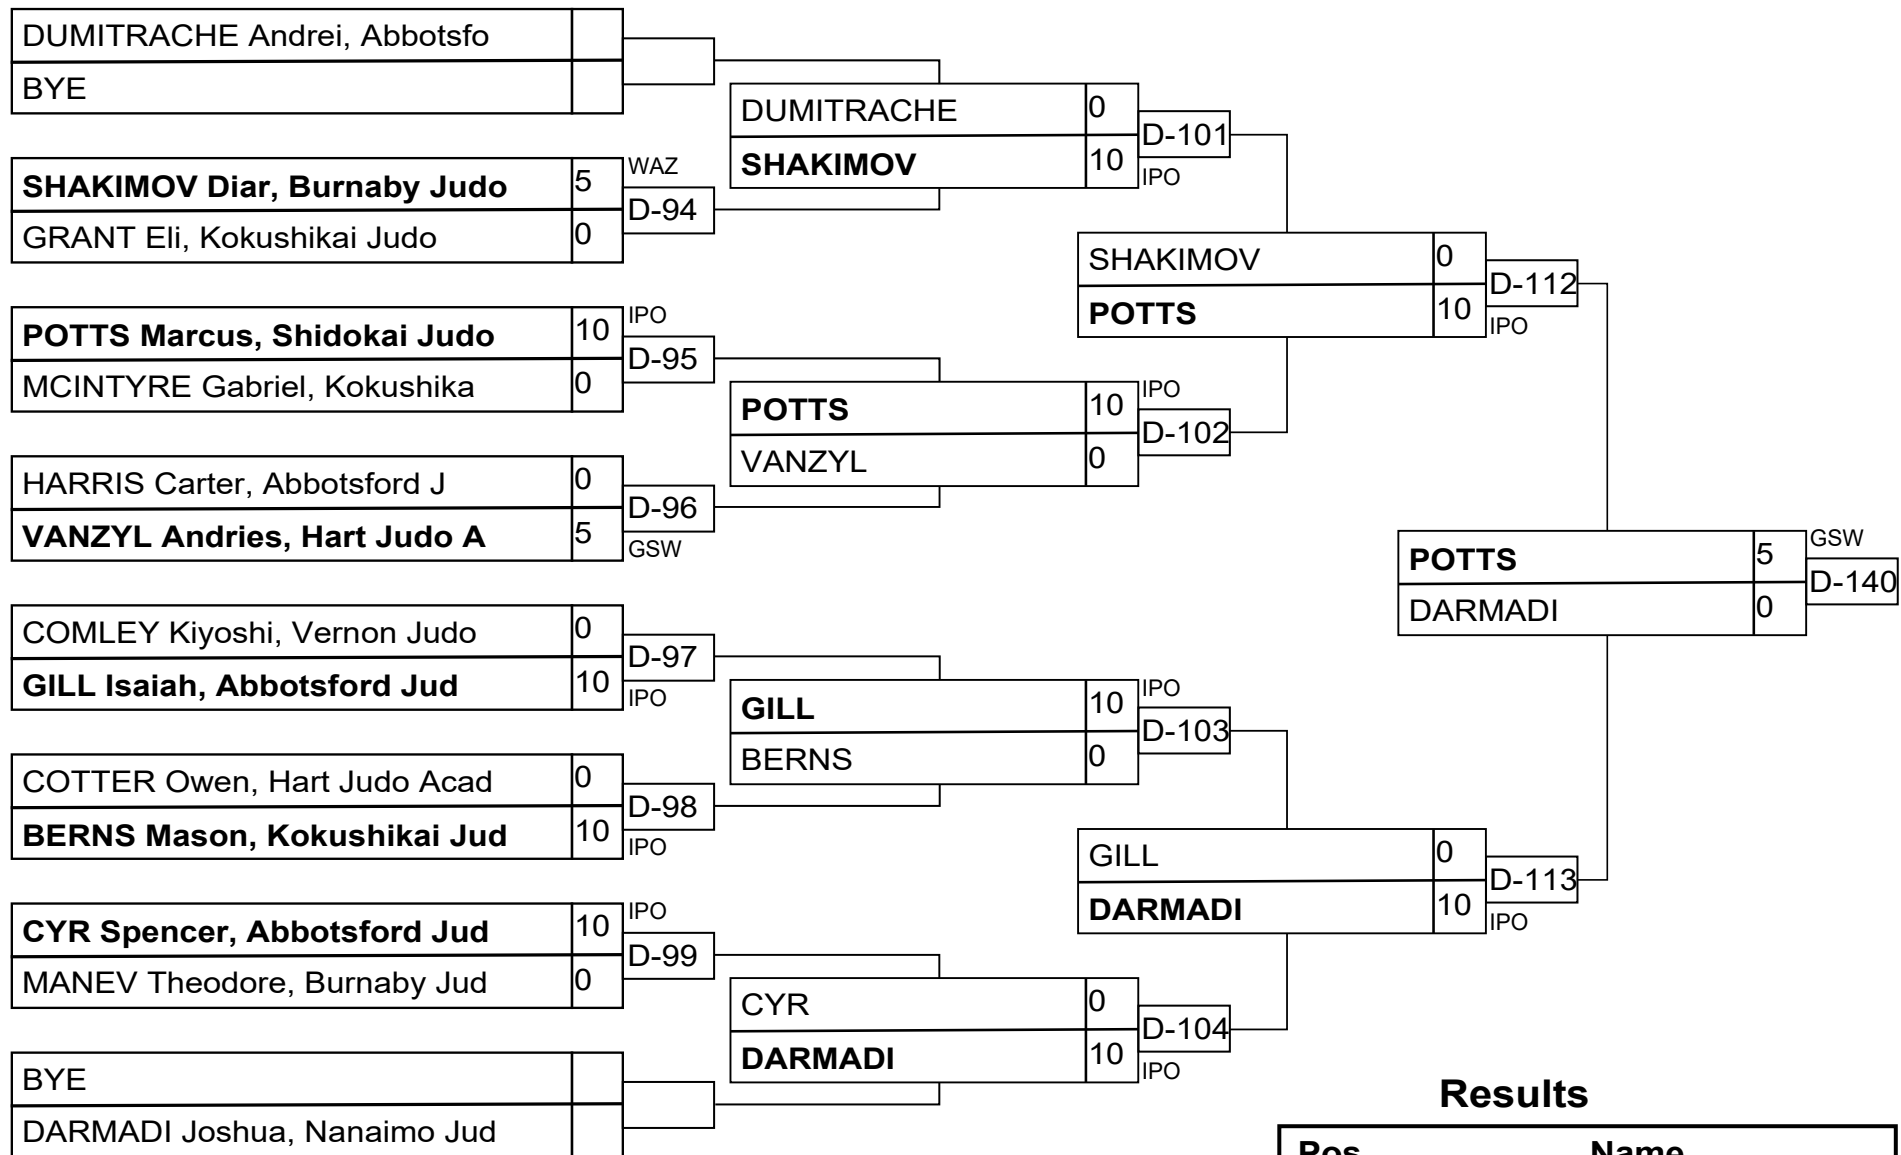 DUMITRACHE Andrei, Abbotsfo
BYE
SHAKIMOV Diar, Burnaby Judo 5 WAZ
D-94
GRANT Eli, Kokushikai Judo 0
POTTS Marcus, Shidokai Judo 10 IPO
D-95
MCINTYRE Gabriel, Kokushika 0
HARRIS Carter, Abbotsford J 0
D-96
VANZYL Andries, Hart Judo A 5 GSW
COMLEY Kiyoshi, Vernon Judo 0
D-97
GILL Isaiah, Abbotsford Jud 10 IPO
COTTER Owen, Hart Judo Acad 0
D-98
BERNS Mason, Kokushikai Jud 10 IPO
CYR Spencer, Abbotsford Jud 10 IPO
D-99
MANEV Theodore, Burnaby Jud 0
BYE
DARMADI Joshua, Nanaimo Jud
DUMITRACHE 0
D-101
SHAKIMOV 10 IPO
POTTS 10 IPO
D-102
VANZYL 0
GILL 10 IPO
D-103
BERNS 0
CYR 0
D-104
DARMADI 10 IPO
SHAKIMOV 0
D-112
POTTS 10 IPO
GILL 0
D-113
DARMADI 10 IPO
POTTS 5 GSW
D-140
DARMADI 0
Results
Pos Name